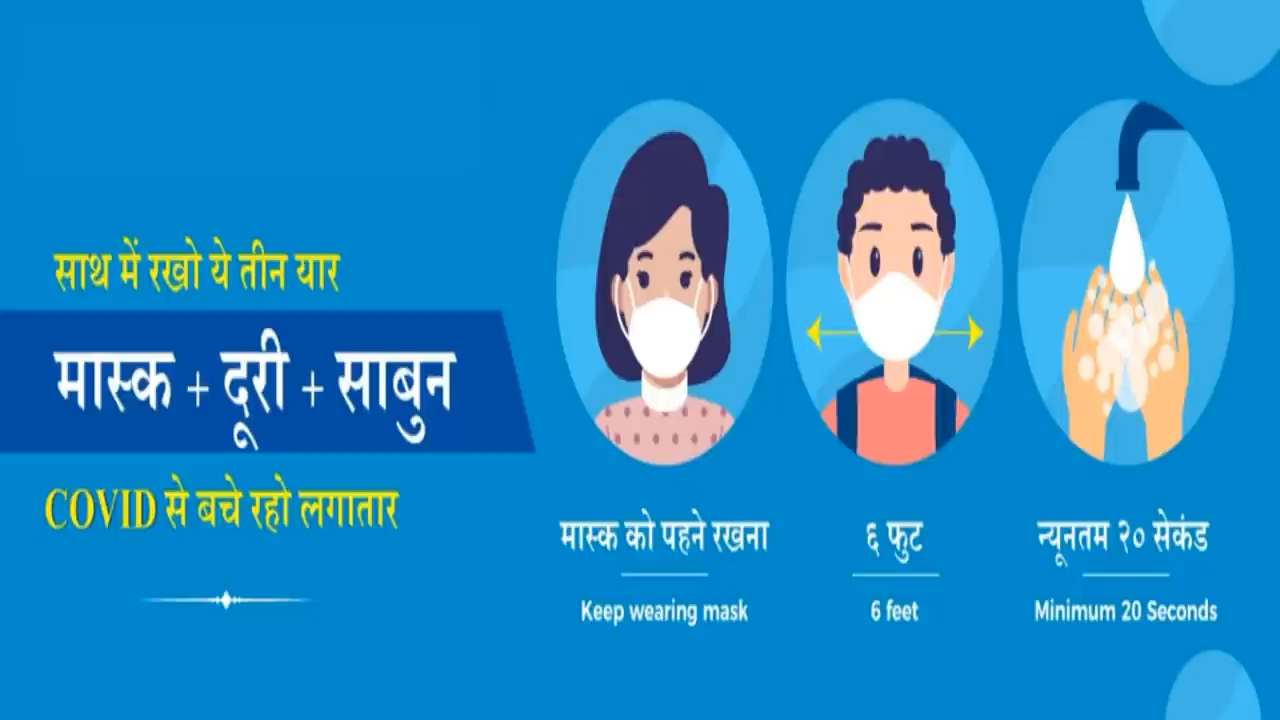 साथ में रखो ये तीन यार
मास्क + दूरी + साबुन
COVID से बचे रहो लगातार
मास्क को पहने रखना
Keep wearing mask
६ फुट
6 feet
न्यूनतम २० सेकंड
Minimum 20 Seconds